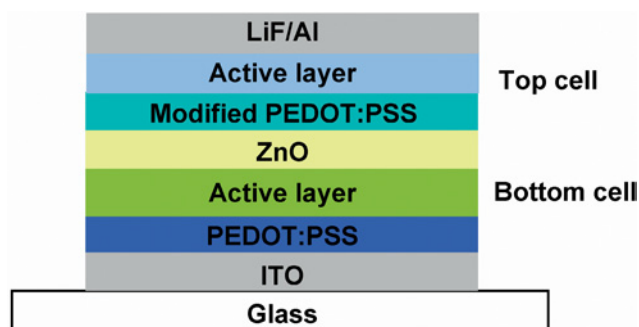 LiF/Al
Active layer
Top cell
Modified PEDOT:PSS
ZnO
Active layer
Bottom cell
PEDOT:PSS
ITO
Glass